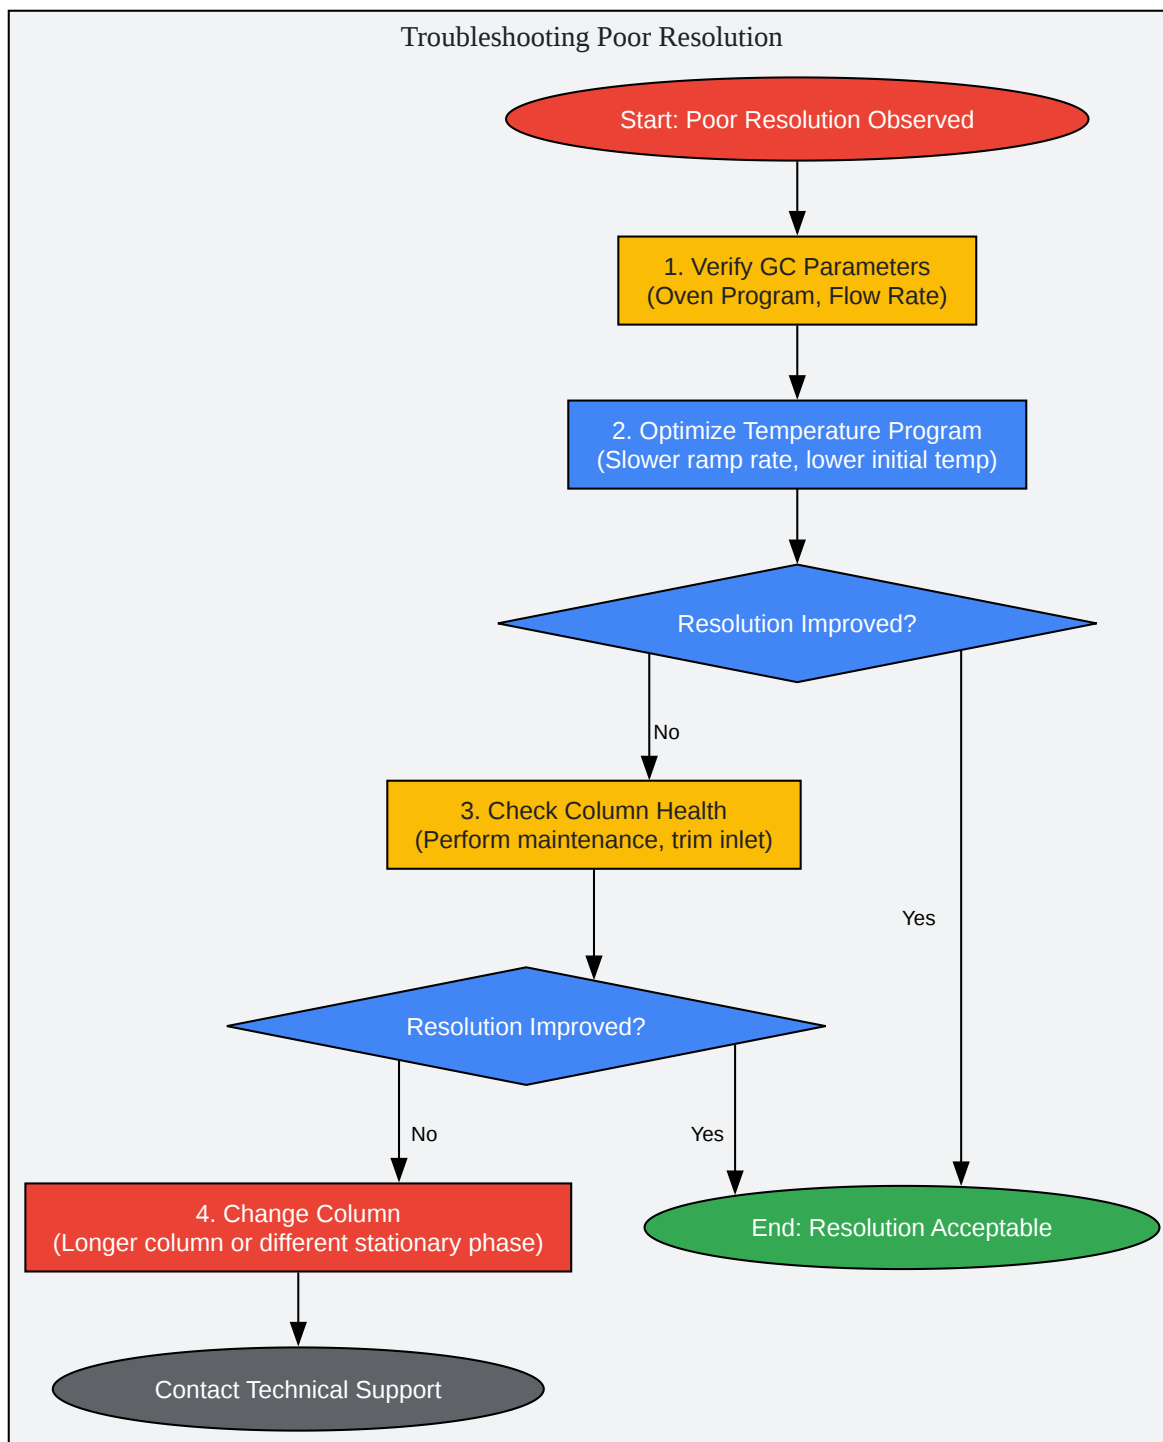 Troubleshooting Poor Resolution
Start: Poor Resolution Observed
1. Verify GC Parameters
(Oven Program, Flow Rate)
2. Optimize Temperature Program
(Slower ramp rate, lower initial temp)
Resolution Improved?
No
3. Check Column Health
(Perform maintenance, trim inlet)
Yes
Resolution Improved?
No
Yes
4. Change Column
(Longer column or different stationary phase)
End: Resolution Acceptable
Contact Technical Support